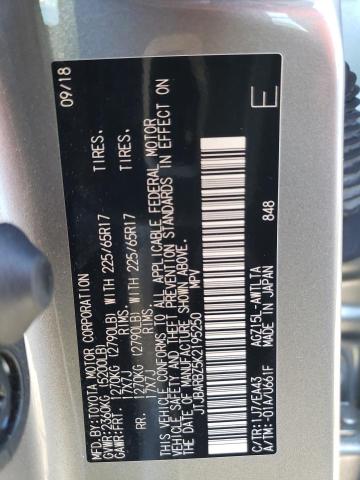 MFD.BY:TOYOTA MOTOR CORPORATION 09/18
GVWR:2360KG (5200LB)
GAWR:FRT. 1270KG (2790LB) WITH 225/65R17 TIRES.
17X7J RIMS.
RR. 1270KG (2790LB) WITH 225/65R17 TIRES.
17X7J RIMS.
THIS VEHICLE CONFORMS TO ALL APPLICABLE FEDERAL MOTOR
VEHICLE SAFETY AND THEFT PREVENTION STANDARDS IN
EFFECT ON THE DATE OF MANUFACTURE SHOWN ABOVE.
JTJBARBZ5K2195250 MPV
E
C/TR:1J7/EA43 AGZ15L-AWTLTA
A/TM:-01A/U661F MADE IN JAPAN 848